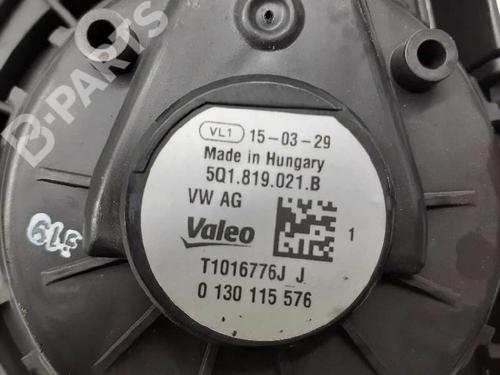 B-PARTS
VL1 15-03-29
Made in Hungary
5Q1.819.021.B
VW AG
Valeo 1
T1016776J J
0 130 115 576